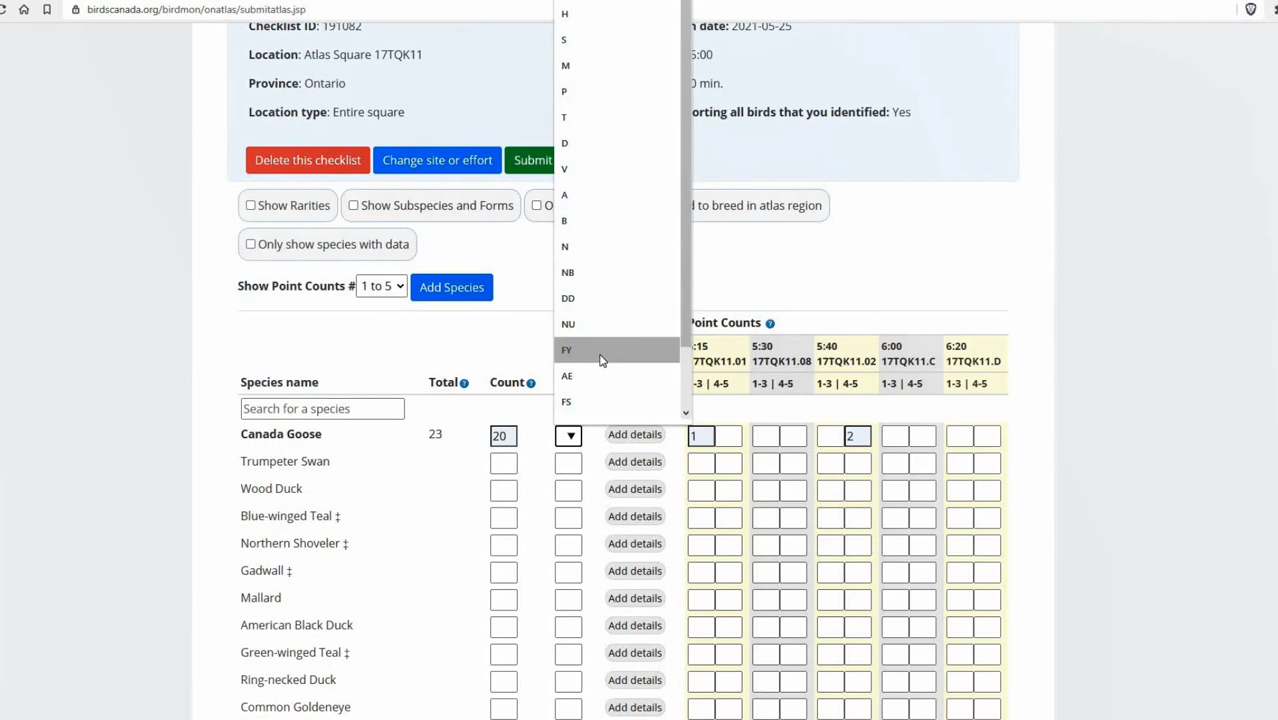 birdscanada.org/birdmon/onatlas/submitatlas.jsp
Checklist ID: 191082
n date: 2021-05-25
Location: Atlas Square 17TQK11
:00
Province: Ontario
0 min.
Location type: Entire square
orting all birds that you identified: Yes
Delete this checklist
Change site or effort
Submit
Show Rarities
Show Subspecies and Forms
O
d to breed in atlas region
Only show species with data
Show Point Counts # 1 to 5
Add Species
H
S
M
P
T
D
V
A
B
N
NB
DD
NU
FY
AE
FS
Point Counts ?
:15 5:30 5:40 6:00 6:20
17TQK11.01 17TQK11.08 17TQK11.02 17TQK11.C 17TQK11.D
Species name Total ? Count ? 1-3 | 4-5 1-3 | 4-5 1-3 | 4-5 1-3 | 4-5 1-3 | 4-5
Search for a species
Canada Goose 23 20 Add details 1 2
Trumpeter Swan Add details
Wood Duck Add details
Blue-winged Teal ‡ Add details
Northern Shoveler ‡ Add details
Gadwall ‡ Add details
Mallard Add details
American Black Duck Add details
Green-winged Teal ‡ Add details
Ring-necked Duck Add details
Common Goldeneye Add details